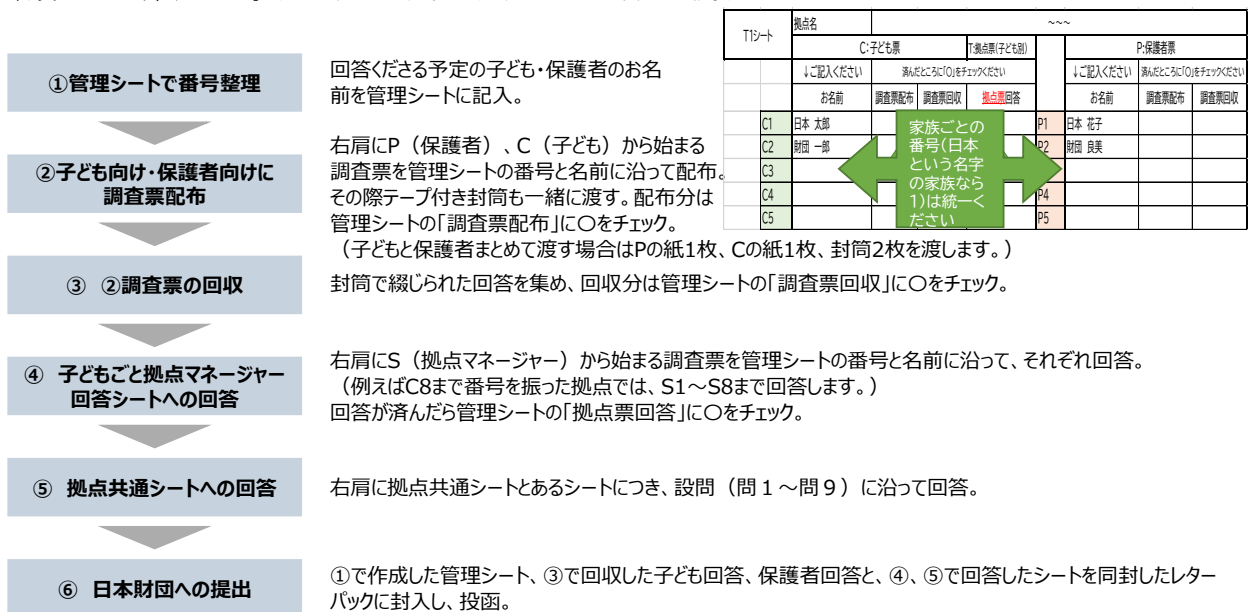 T1シート
拠点名
~~~
C:子ども票
T:拠点票(子ども別)
P:保護者票
↓ご記入ください
済んだところに「〇」をチェックください
↓ご記入ください
済んだところに「〇」をチェックください
お名前
調査票配布
調査票回収
拠点票回答
お名前
調査票配布
調査票回収
C1
日本 太郎
P1
日本 花子
C2
財団 一郎
P2
財団 良美
C3
C4
P4
C5
P5
家族ごとの
番号(日本
という名字
の家族なら
1)は統一く
ださい
①管理シートで番号整理
回答くださる予定の子ども・保護者のお名
前を管理シートに記入。
②子ども向け・保護者向けに
調査票配布
右肩にP（保護者）、C（子ども）から始まる
調査票を管理シートの番号と名前に沿って配布。
その際テープ付き封筒も一緒に渡す。配布分は
管理シートの「調査票配布」に〇をチェック。
（子どもと保護者まとめて渡す場合はPの紙1枚、Cの紙1枚、封筒2枚を渡します。）
③ ②調査票の回収
封筒で綴じられた回答を集め、回収分は管理シートの「調査票回収」に〇をチェック。
④ 子どもごと拠点マネージャー
回答シートへの回答
右肩にS（拠点マネージャー）から始まる調査票を管理シートの番号と名前に沿って、それぞれ回答。
（例えばC8まで番号を振った拠点では、S1～S8まで回答します。）
回答が済んだら管理シートの「拠点票回答」に〇をチェック。
⑤ 拠点共通シートへの回答
右肩に拠点共通シートとあるシートにつき、設問（問１～問９）に沿って回答。
⑥ 日本財団への提出
①で作成した管理シート、③で回収した子ども回答、保護者回答と、④、⑤で回答したシートを同封したレター
パックに封入し、投函。